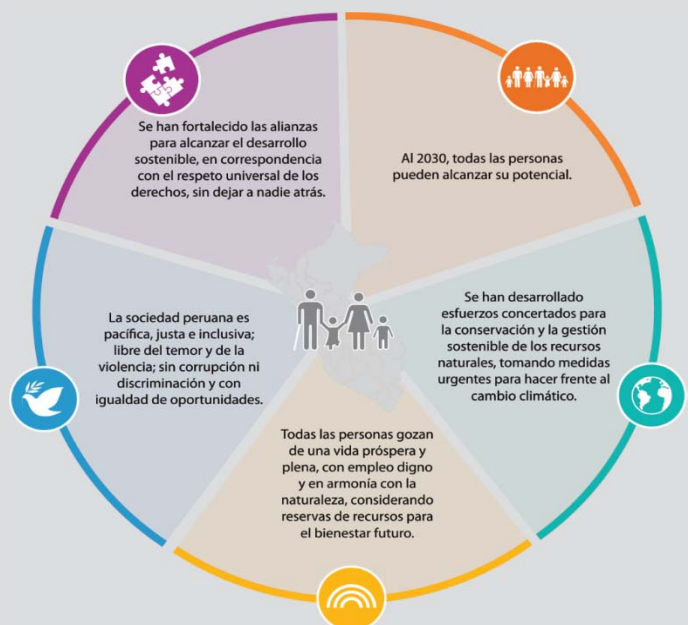 Se han fortalecido las alianzas
para alcanzar el desarrollo
sostenible, en correspondencia
con el respeto universal de los
derechos, sin dejar a nadie atrás.
Al 2030, todas las personas
pueden alcanzar su potencial.
Se han desarrollado
esfuerzos concertados para
la conservación y la gestión
sostenible de los recursos
naturales, tomando medidas
urgentes para hacer frente al
cambio climático.
La sociedad peruana es
pacífica, justa e inclusiva;
libre del temor y de la
violencia; sin corrupción ni
discriminación y con
igualdad de oportunidades.
Todas las personas gozan
de una vida próspera y
plena, con empleo digno
y en armonía con la
naturaleza, considerando
reservas de recursos para
el bienestar futuro.